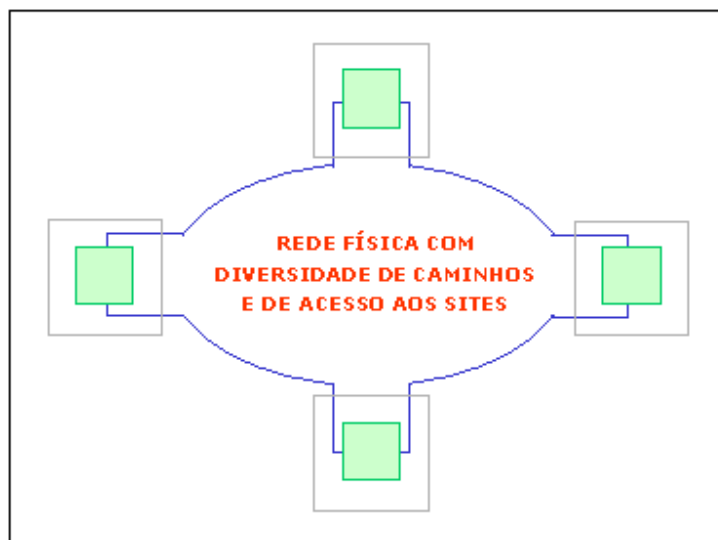 REDE FÍSICA COM
DIVERSIDADE DE CAMINHOS
E DE ACESSO AOS SITES